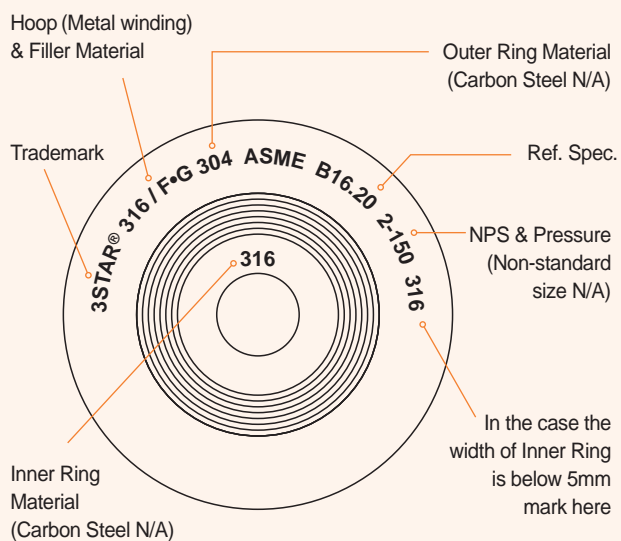 Hoop (Metal winding)
& Filler Material
Outer Ring Material
(Carbon Steel N/A)
Trademark
Ref. Spec.
3STAR® 316 / F•G 304 ASME B16.20 2-150 316
316
NPS & Pressure
(Non-standard
size N/A)
Inner Ring
Material
(Carbon Steel N/A)
In the case the
width of Inner Ring
is below 5mm
mark here